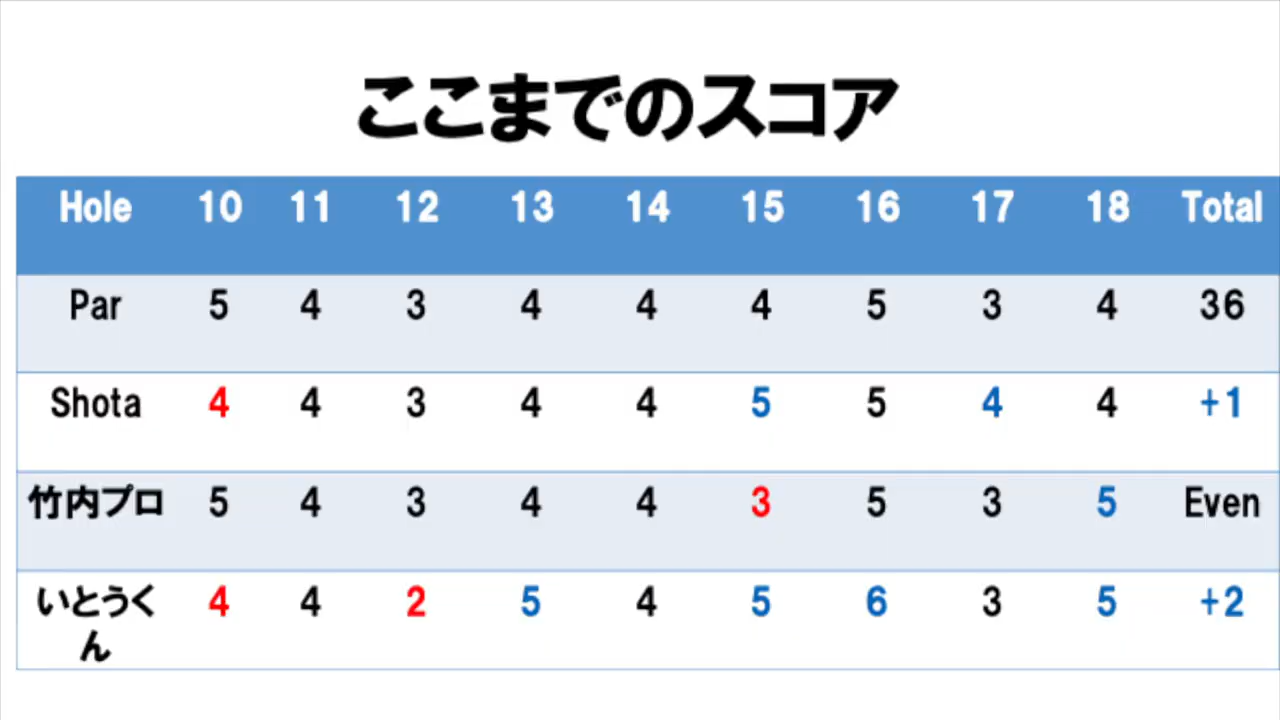 ここまでのスコア
Hole 10 11 12 13 14 15 16 17 18 Total
Par 5 4 3 4 4 4 5 3 4 36
Shota 4 4 3 4 4 5 5 4 4 +1
竹内プロ 5 4 3 4 4 3 5 3 5 Even
いとうく 4 4 2 5 4 5 6 3 5 +2
ん